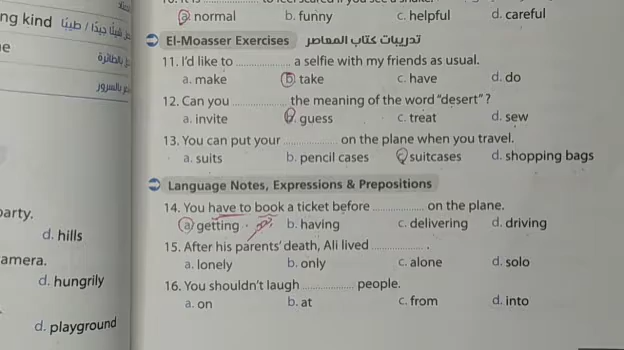 a. normal b. funny c. helpful d. careful
El-Moasser Exercises تدريبات كتاب المعاصر
11. I'd like to .................. a selfie with my friends as usual.
a. make b. take c. have d. do
12. Can you .................. the meaning of the word "desert"?
a. invite b. guess c. treat d. sew
13. You can put your .................. on the plane when you travel.
a. suits b. pencil cases c. suitcases d. shopping bags
Language Notes, Expressions & Prepositions
14. You have to book a ticket before .................. on the plane.
a. getting b. having c. delivering d. driving
15. After his parents' death, Ali lived .................. .
a. lonely b. only c. alone d. solo
16. You shouldn't laugh .................. people.
a. on b. at c. from d. into
ng kind
party.
d. hills
amera.
d. hungrily
d. playground